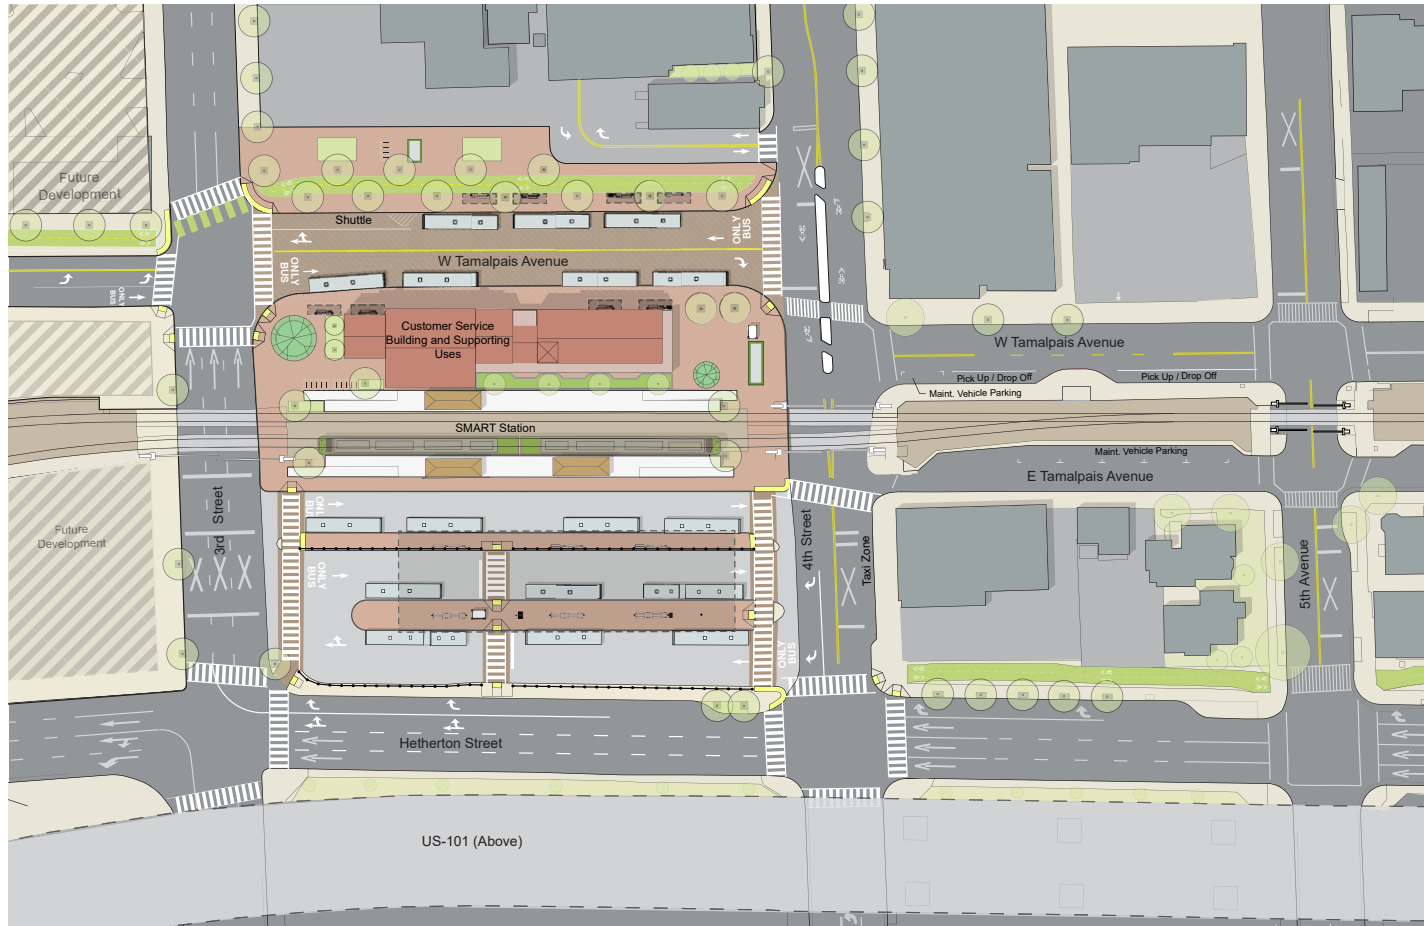 Future
Development
Shuttle
ONLY
BUS
W Tamalpais Avenue
ONLY
BUS
ONLY
BUS
Customer Service
Building and Supporting
Uses
W Tamalpais Avenue
Pick Up / Drop Off
Pick Up / Drop Off
Maint. Vehicle Parking
SMART Station
Maint. Vehicle Parking
E Tamalpais Avenue
ONLY
BUS
3rd Street
Future
Development
4th Street
Taxi Zone
5th Avenue
ONLY
BUS
ONLY
BUS
Hetherton Street
US-101 (Above)